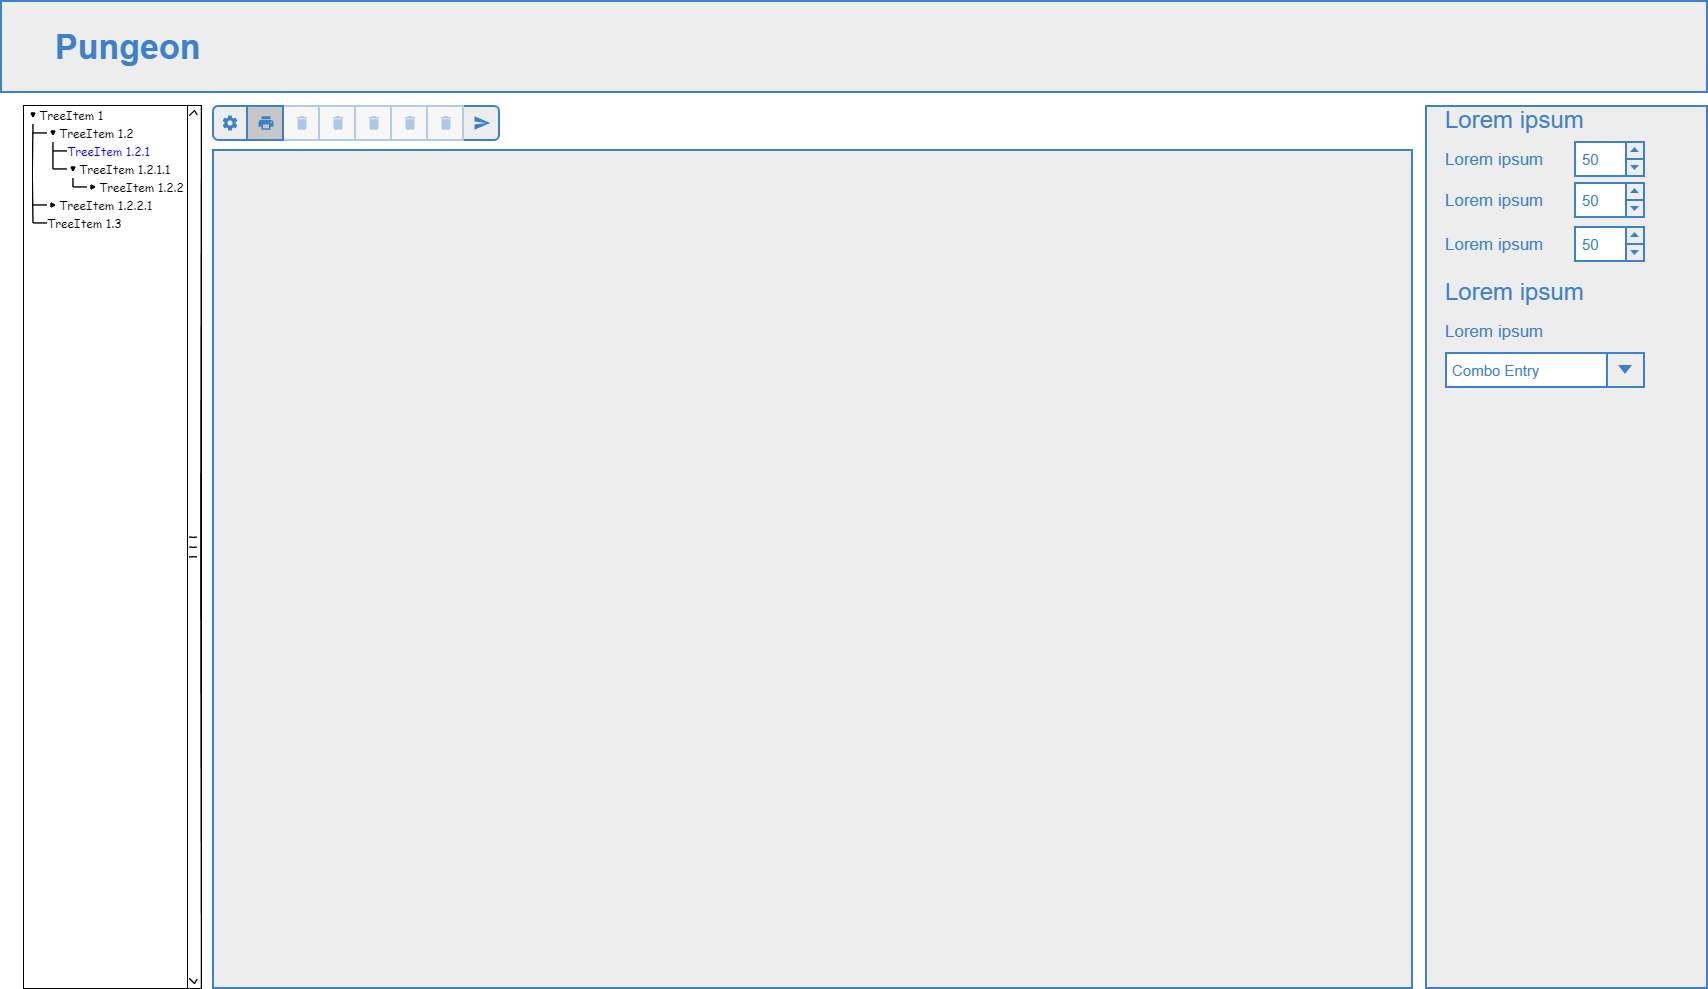 Pungeon
TreeItem 1
TreeItem 1.2
TreeItem 1.2.1
TreeItem 1.2.1.1
TreeItem 1.2.2
TreeItem 1.2.2.1
TreeItem 1.3
Lorem ipsum
Lorem ipsum 50
Lorem ipsum 50
Lorem ipsum 50
Lorem ipsum
Lorem ipsum
Combo Entry